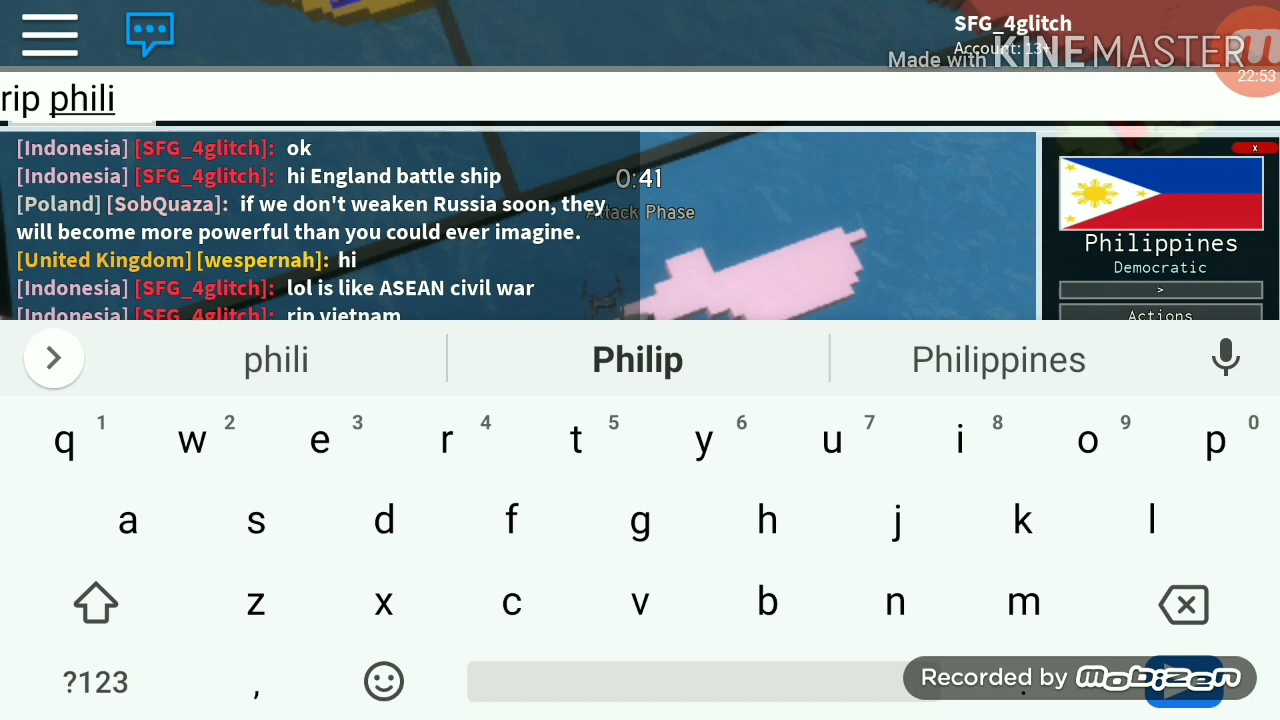 SFG_4glitch
Account: 13+
Made with KINEMASTER
22:53
rip phili
[Indonesia] [SFG_4glitch]: ok
[Indonesia] [SFG_4glitch]: hi England battle ship
[Poland] [SobQuaza]: if we don't weaken Russia soon, they
will become more powerful than you could ever imagine.
[United Kingdom] [wespernah]: hi
[Indonesia] [SFG_4glitch]: lol is like ASEAN civil war
[Indonesia] [SFG_4glitch]: rip vietnam
0:41
Attack Phase
x
Philippines
Democratic
>
Actions
phili Philip Philippines
q 1 w 2 e 3 r 4 t 5 y 6 u 7 i 8 o 9 p 0
a s d f g h j k l
z x c v b n m
?123 , .
Recorded by mobizen